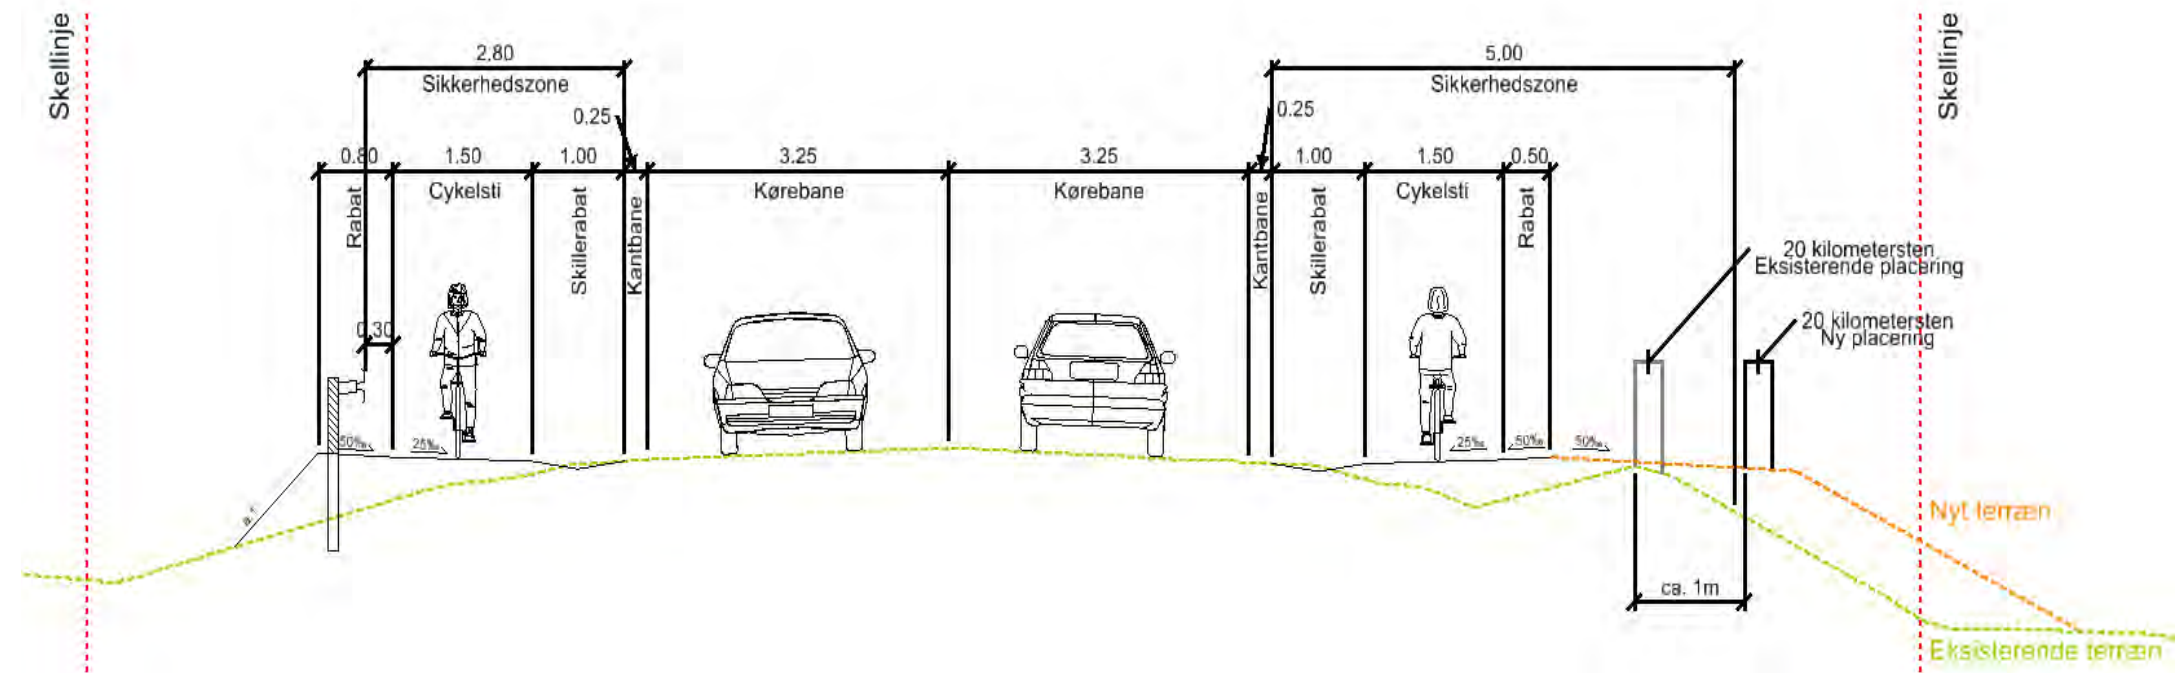 Skellinje
2,80
Sikkerhedszone
0.25
0.80
1.50
1.00
3.25
3.25
0.25
1.00
1.50
0.50
5,00
Sikkerhedszone
Skellinje
Rabat
Cykelsti
Skillerabat
Kantbane
Kørebane
Kørebane
Kantbane
Skillerabat
Cykelsti
Rabat
20 kilometersten
Eksisterende placering
20 kilometersten
Ny placering
0.30
50‰
25‰
25‰
50‰
50‰
Nyt terræn
ca. 1m
Eksisterende terræn